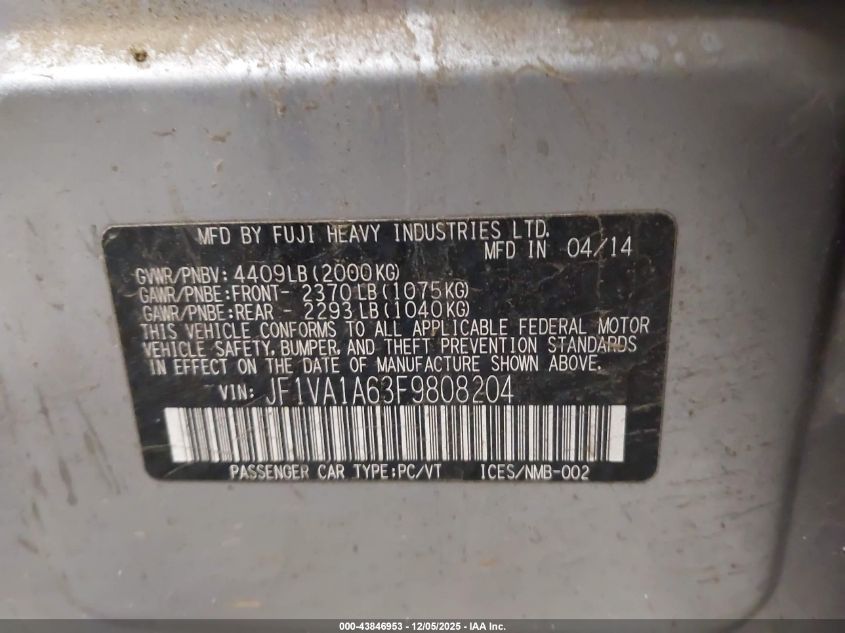 MFD BY FUJI HEAVY INDUSTRIES LTD.
MFD IN 04/14
GVWR/PNBV: 4409LB (2000KG)
GAWR/PNBE:FRONT- 2370LB (1075KG)
GAWR/PNBE:REAR - 2293LB (1040KG)
THIS VEHICLE CONFORMS TO ALL APPLICABLE FEDERAL MOTOR
VEHICLE SAFETY, BUMPER, AND THEFT PREVENTION STANDARDS
IN EFFECT ON THE DATE OF MANUFACTURE SHOWN ABOVE.
VIN: JF1VA1A63F9808204
PASSENGER CAR TYPE:PC/VT ICES/NMB-002
000-43846953 - 12/05/2025 - IAA Inc.